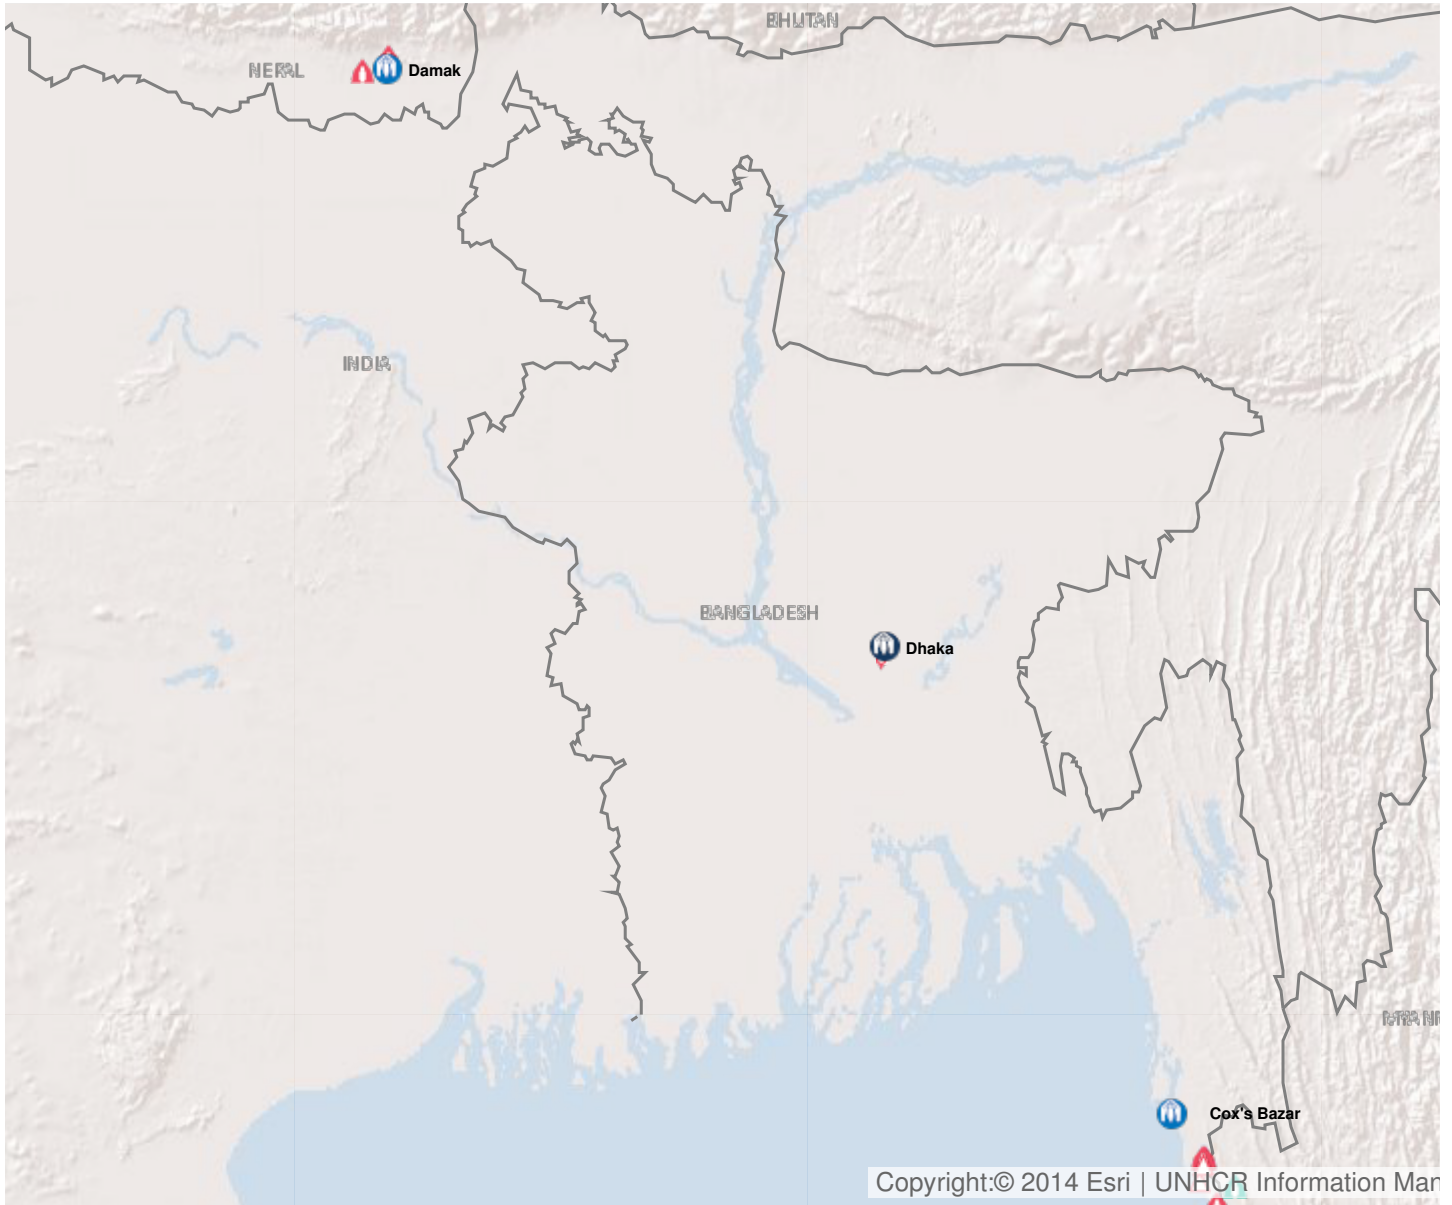 BHUTAN
NEPAL
Damak
INDIA
BANGLADESH
Dhaka
Cox's Bazar
Copyright:© 2014 Esri | UNHCR Information Man